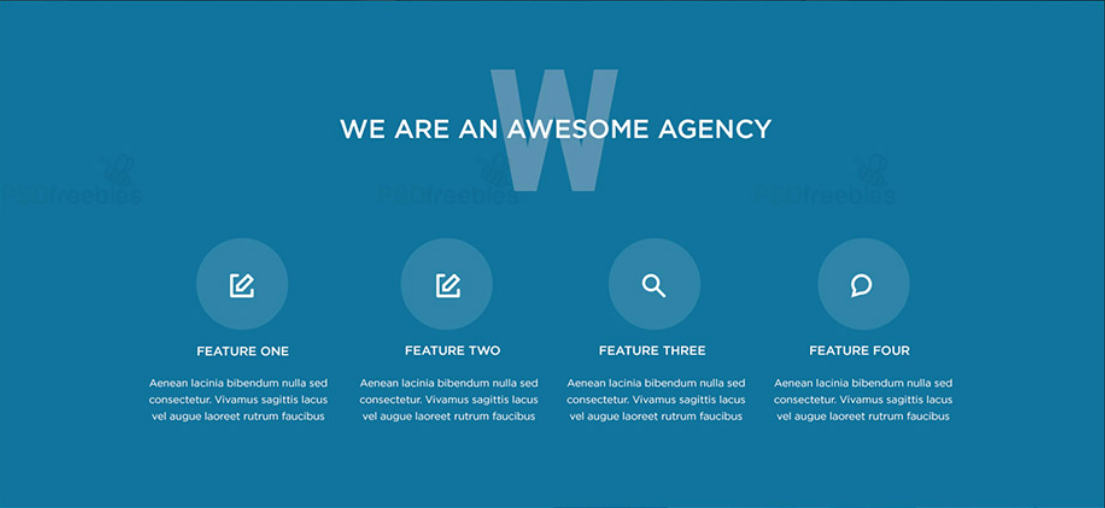 W
WE ARE AN AWESOME AGENCY
PSDfreebies PSDfreebies PSDfreebies
FEATURE ONE
Aenean lacinia bibendum nulla sed
consectetur. Vivamus sagittis lacus
vel augue laoreet rutrum faucibus
FEATURE TWO
Aenean lacinia bibendum nulla sed
consectetur. Vivamus sagittis lacus
vel augue laoreet rutrum faucibus
FEATURE THREE
Aenean lacinia bibendum nulla sed
consectetur. Vivamus sagittis lacus
vel augue laoreet rutrum faucibus
FEATURE FOUR
Aenean lacinia bibendum nulla sed
consectetur. Vivamus sagittis lacus
vel augue laoreet rutrum faucibus